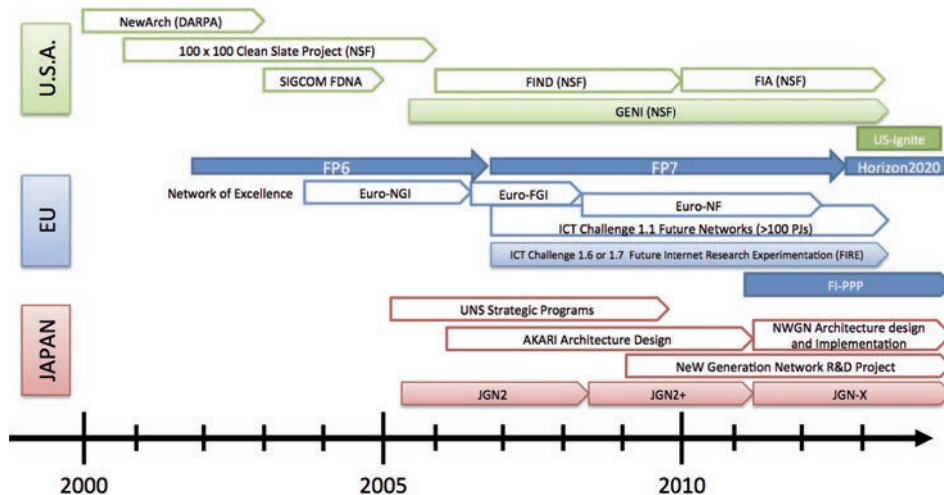 U.S.A.
NewArch (DARPA)
100 x 100 Clean Slate Project (NSF)
SIGCOM FDNA
FIND (NSF)
FIA (NSF)
GENI (NSF)
US-Ignite
EU
FP6
FP7
Horizon2020
Network of Excellence
Euro-NGI
Euro-FGI
Euro-NF
ICT Challenge 1.1 Future Networks (>100 PJs)
ICT Challenge 1.6 or 1.7 Future Internet Research Experimentation (FIRE)
FI-PPP
JAPAN
UNS Strategic Programs
AKARI Architecture Design
NWGN Architecture design
and Implementation
NeW Generation Network R&D Project
JGN2
JGN2+
JGN-X
2000
2005
2010